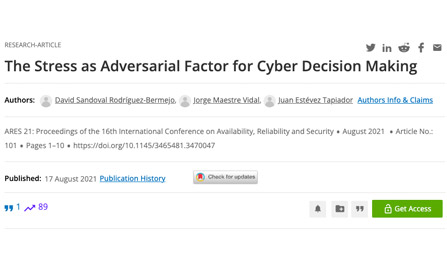 RESEARCH-ARTICLE
The Stress as Adversarial Factor for Cyber Decision Making
Authors: David Sandoval Rodríguez-Bermejo, Jorge Maestre Vidal, Juan Estévez Tapiador Authors Info & Claims
ARES 21: Proceedings of the 16th International Conference on Availability, Reliability and Security • August 2021 • Article No.:
101 • Pages 1–10 • https://doi.org/10.1145/3465481.3470047
Published: 17 August 2021 Publication History Check for updates
1 89 Get Access